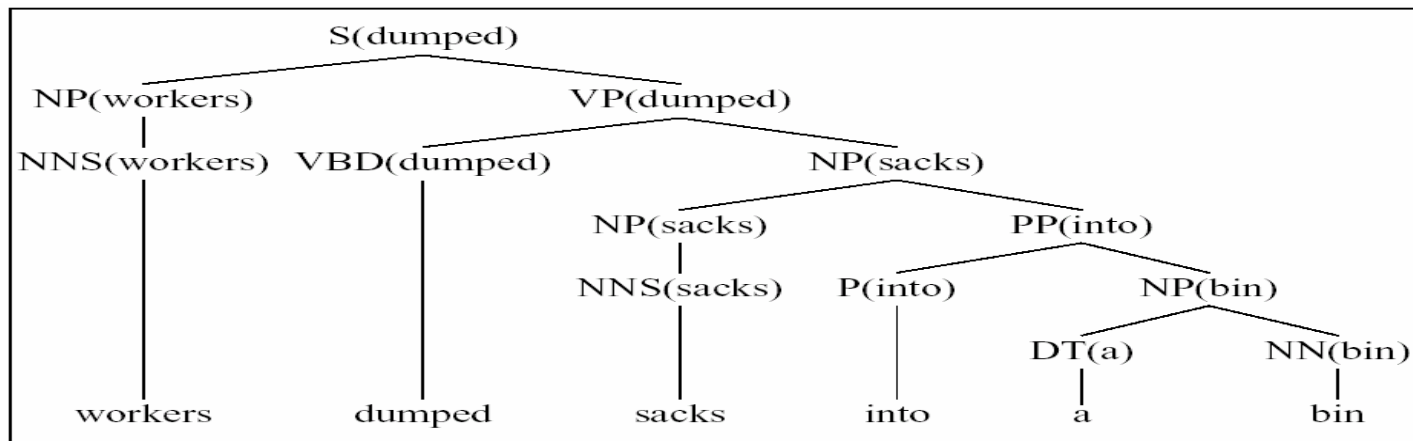 S(dumped)
NP(workers) VP(dumped)
NNS(workers) VBD(dumped) NP(sacks)
NP(sacks) PP(into)
NNS(sacks) P(into) NP(bin)
DT(a) NN(bin)
workers dumped sacks into a bin